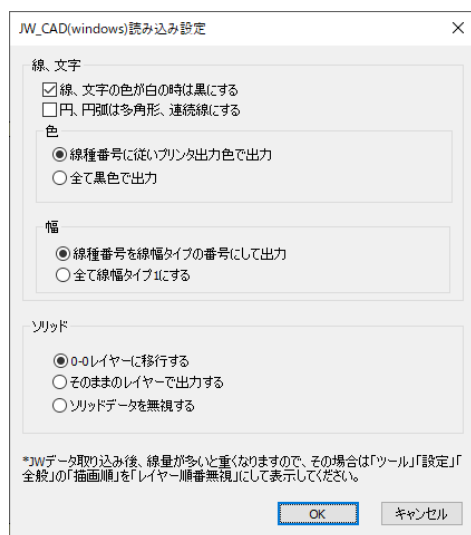 JW_CAD(windows)読み込み設定
線、文字
線、文字の色が白の時は黒にする
円、円弧は多角形、連続線にする
色
線種番号に従いプリンタ出力色で出力
全て黒色で出力
幅
線種番号を線幅タイプの番号にして出力
全て線幅タイプ1にする
ソリッド
0-0レイヤーに移行する
そのままのレイヤーで出力する
ソリッドデータを無視する
*JWデータ取り込み後、線量が多いと重くなりますので、その場合は「ツール」「設定」「
全般」の「描画順」を「レイヤー順番無視」にして表示してください。
OK
キャンセル